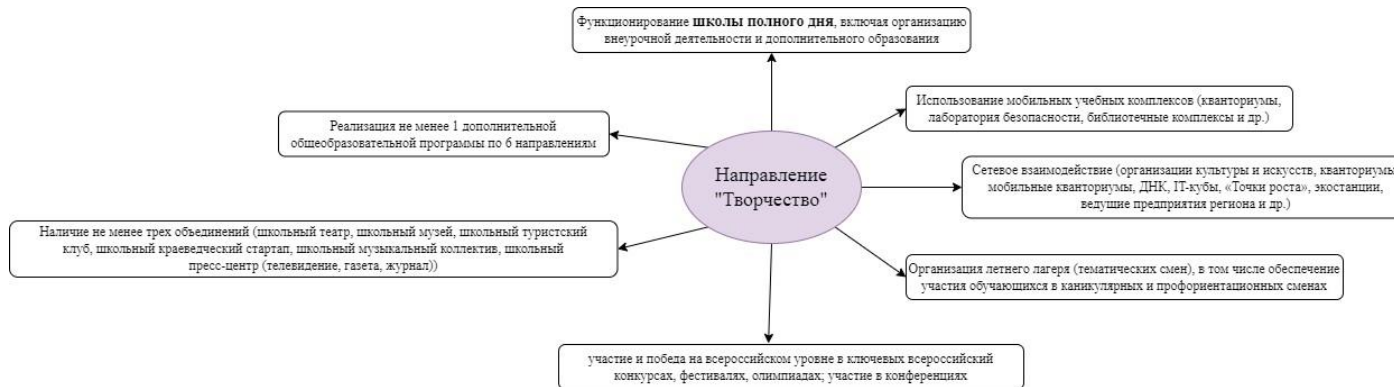 Функционирование школы полного дня, включая организацию
внеурочной деятельности и дополнительного образования
Использование мобильных учебных комплексов (кванториумы,
лаборатория безопасности, библиотечные комплексы и др.)
Реализация не менее 1 дополнительной
общеобразовательной программы по 6 направлениям
Направление
"Творчество"
Сетевое взаимодействие (организации культуры и искусств, кванториумы
мобильные кванториумы, ДНК, IT-кубы, «Точки роста», экостанции,
ведущие предприятия региона и др.)
Наличие не менее трех объединений (школьный театр, школьный музей, школьный туристский
клуб, школьный краеведческий стартап, школьный музыкальный коллектив, школьный
пресс-центр (телевидение, газета, журнал))
Организация летнего лагеря (тематических смен), в том числе обеспечение
участия обучающихся в каникулярных и профориентационных сменах
участие и победа на всероссийском уровне в ключевых всероссийский
конкурсах, фестивалях, олимпиадах; участие в конференциях